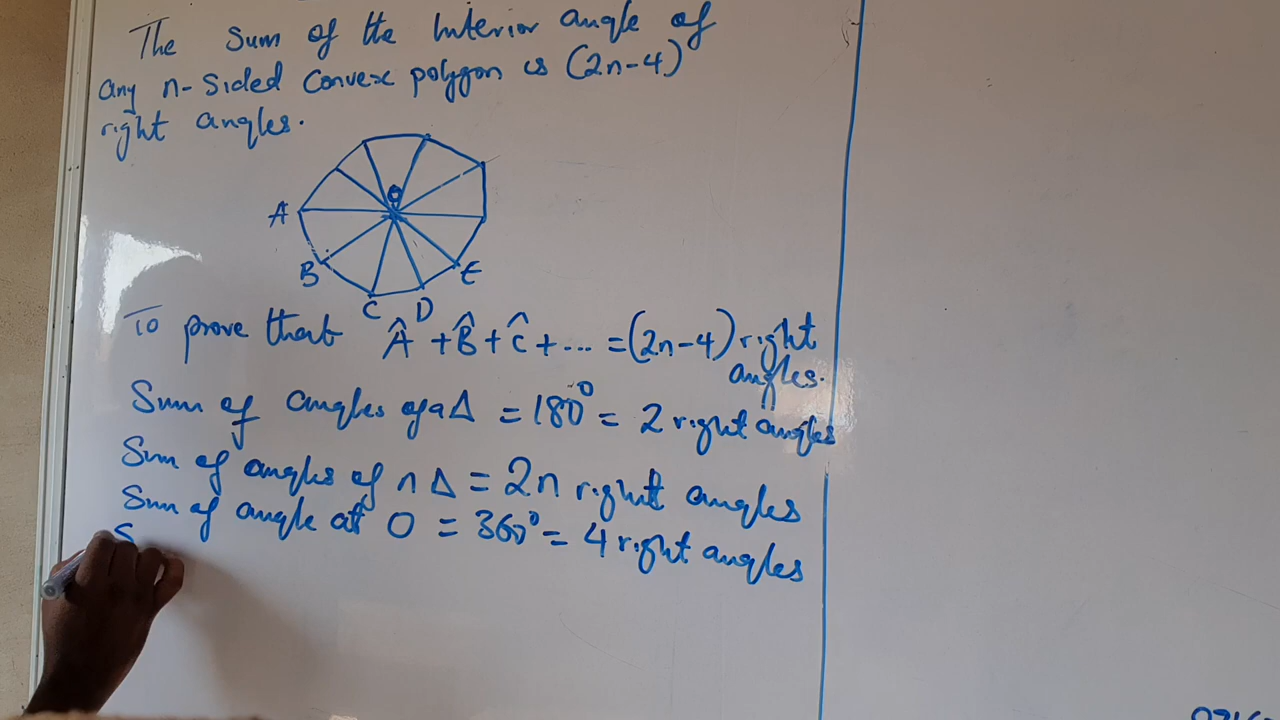 The Sum of the Interior angle of
any n-sided Convex polygon is (2n-4)
right angles.
O
A
B
C
D
E
To prove that Â + B̂ + Ĉ + ... = (2n-4) right
angles.
Sum of angles of a Δ = 180° = 2 right angles
Sum of angles of n Δ = 2n right angles
Sum of angle at O = 360° = 4 right angles
S